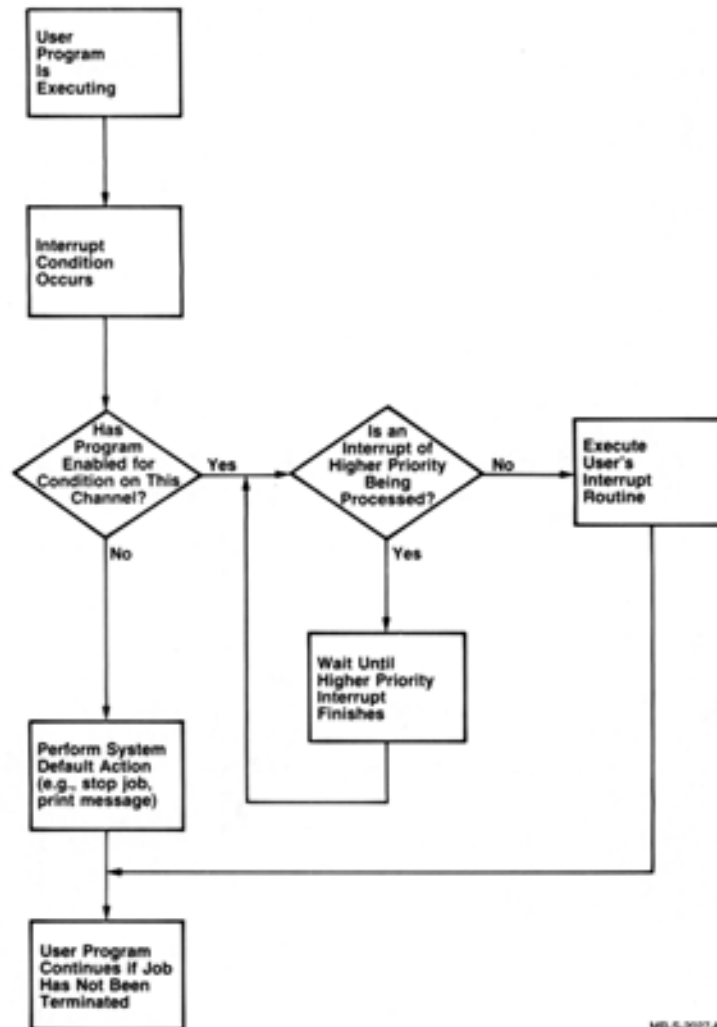 User
Program
Is
Executing
Interrupt
Condition
Occurs
Has
Program
Enabled for
Condition on This
Channel?
Yes
Is an
Interrupt of
Higher Priority
Being
Processed?
No
Execute
User's
Interrupt
Routine
No
Yes
Wait Until
Higher Priority
Interrupt
Finishes
Perform System
Default Action
(e.g., stop job,
print message)
User Program
Continues if Job
Has Not Been
Terminated